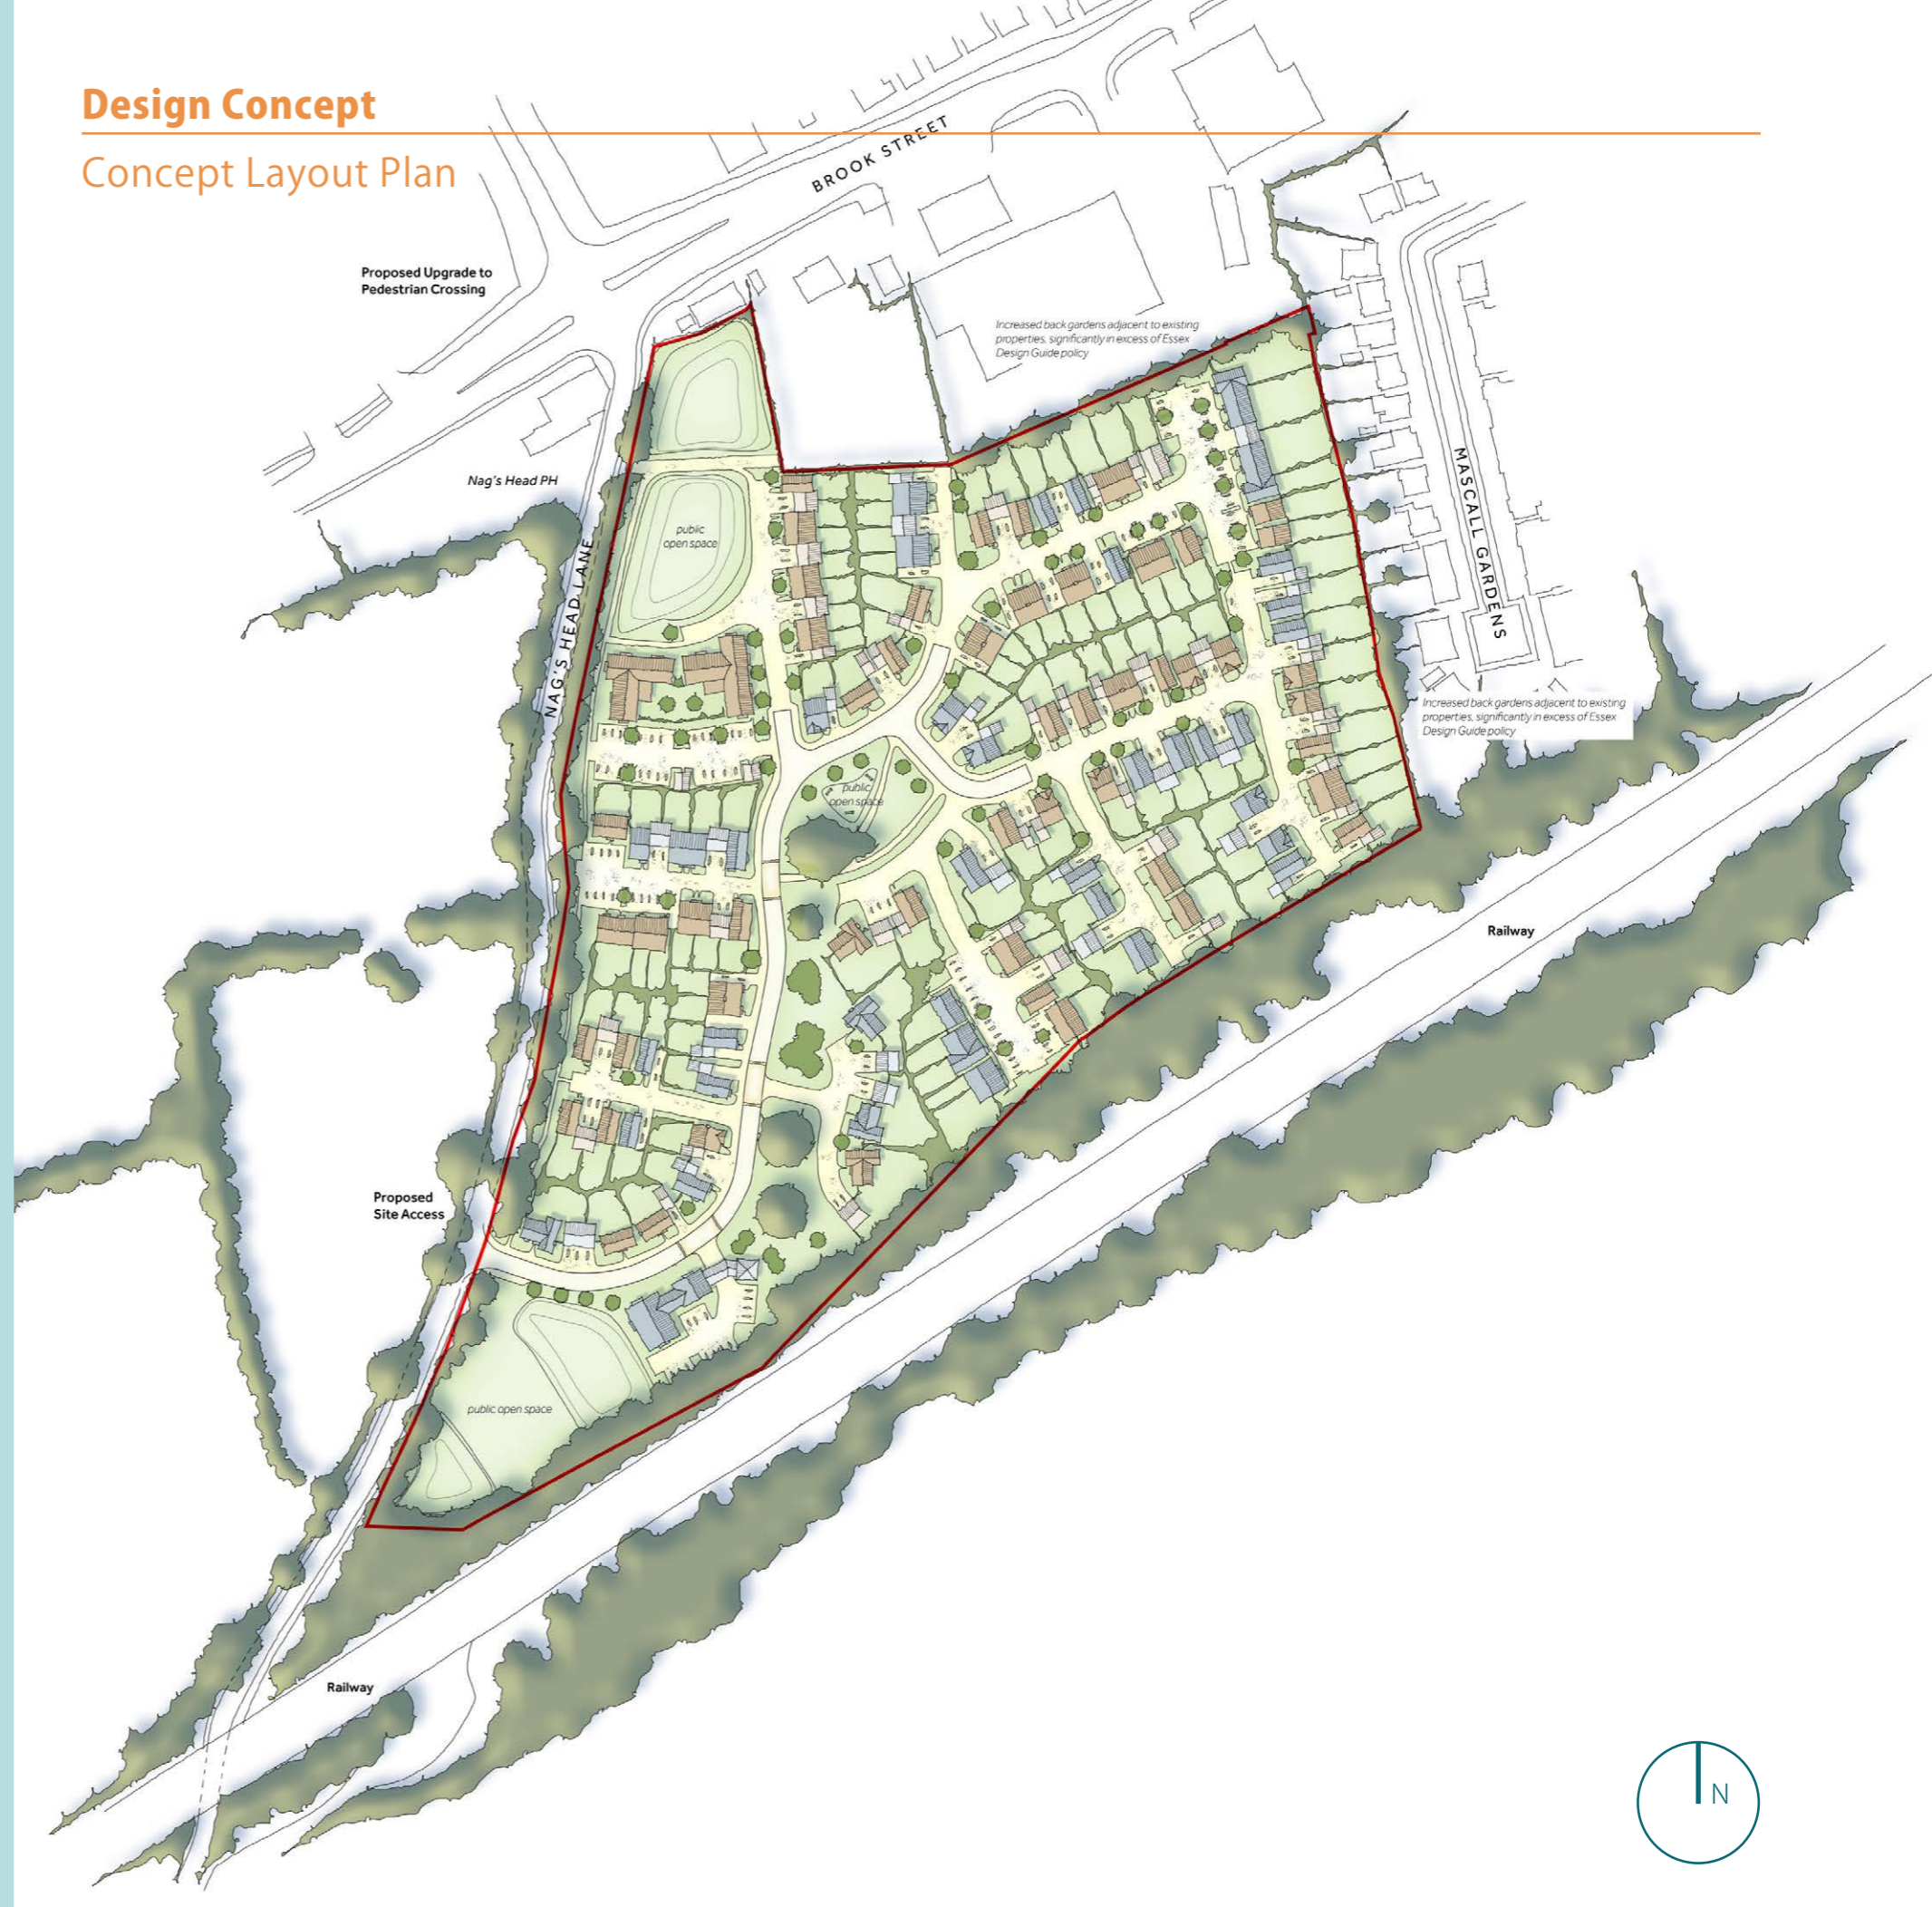 Design Concept
Concept Layout Plan
BROOK STREET
Proposed Upgrade to
Pedestrian Crossing
Increased back gardens adjacent to existing
properties, significantly in excess of Essex
Design Guide policy
Nag's Head PH
public
open space
MASCALL GARDENS
NAG'S HEAD LANE
Increased back gardens adjacent to existing
properties, significantly in excess of Essex
Design Guide policy
public
open space
Railway
Proposed
Site Access
public open space
Railway
N